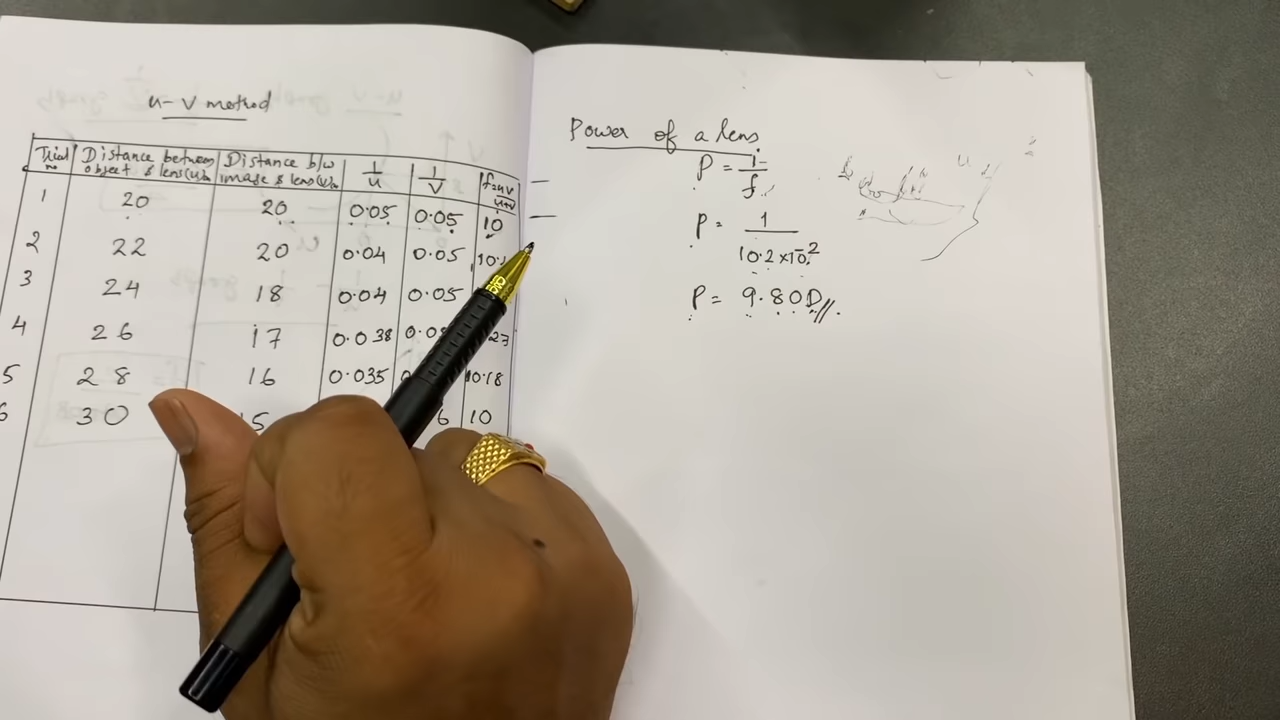 u-v method
Trial no Distance between object & lens(u) Distance b/w image & lens(v) 1/u 1/v f=uv/u+v
1 20 20 0.05 0.05 10
2 22 20 0.04 0.05
3 24 18 0.04 0.05
4 26 17 0.038
5 28 16 0.035 10.18
6 30 15 10
Power of a lens
P = 1/f
P = 1/10.2x10-2
P = 9.80D//.